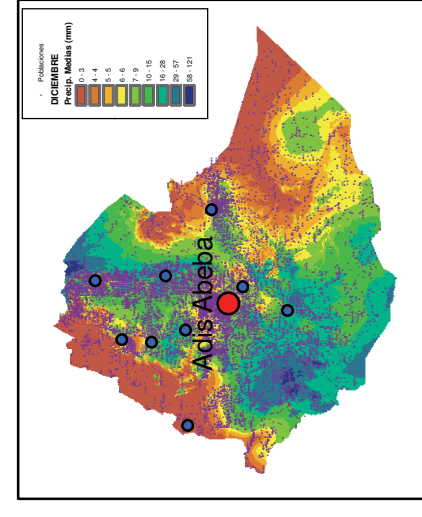 Poblaciones
DICIEMBRE
Precip. Medias (mm)
0 - 3
4 - 4
5 - 5
6 - 6
7 - 9
10 - 15
16 - 28
29 - 57
58 - 121
Adis Abeba